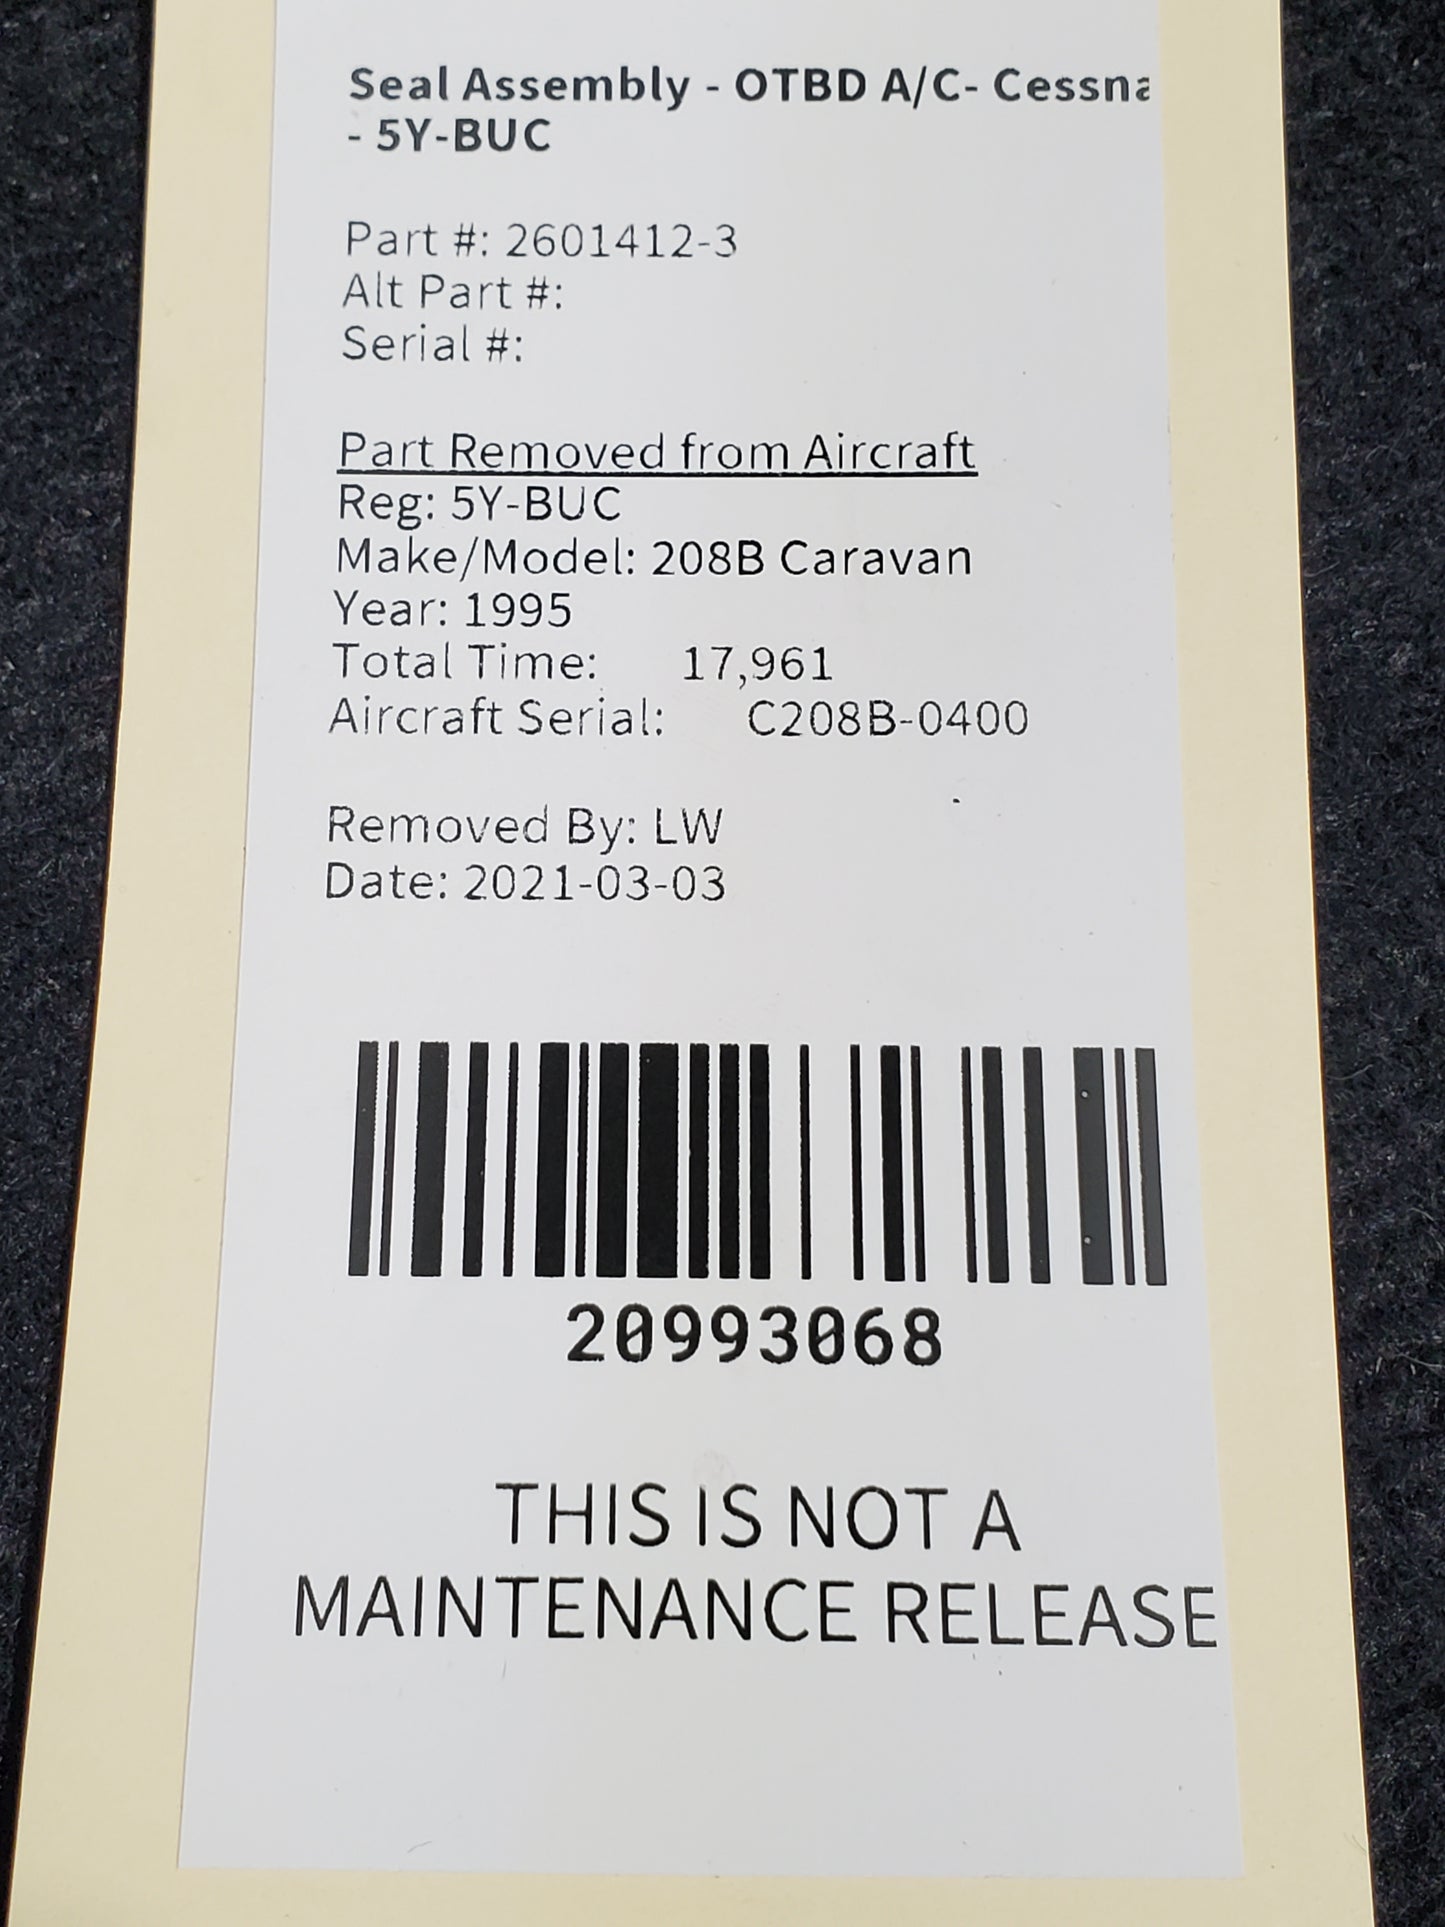 Seal Assembly - OTBD A/C- Cessna
- 5Y-BUC
Part #: 2601412-3
Alt Part #:
Serial #:
Part Removed from Aircraft
Reg: 5Y-BUC
Make/Model: 208B Caravan
Year: 1995
Total Time: 17,961
Aircraft Serial: C208B-0400
Removed By: LW
Date: 2021-03-03
20993068
THIS IS NOT A
MAINTENANCE RELEASE